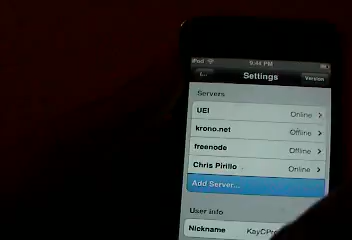 iPod 9:44 PM
Settings Version
Servers
UEI Online
krono.net Offline
freenode Offline
Chris Pirillo Online
Add Server...
User info
Nickname KayCPr